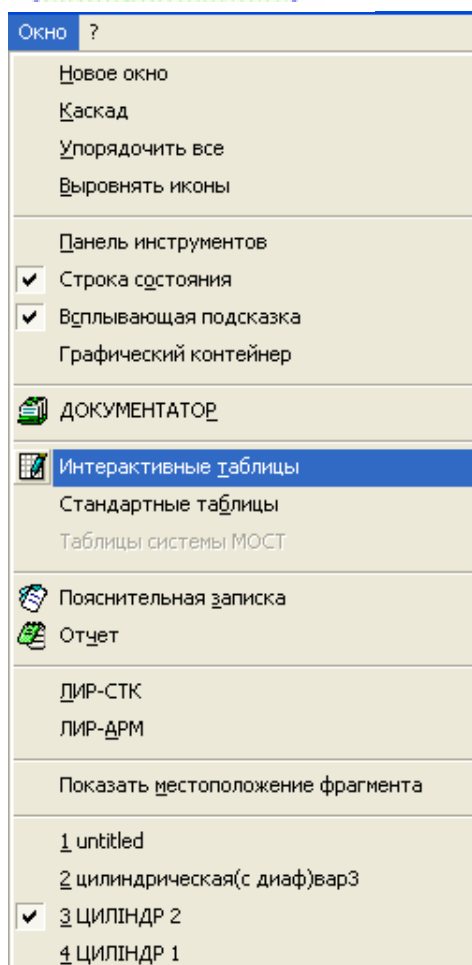 Окно ?
Новое окно
Каскад
Упорядочить все
Выровнять иконы
Панель инструментов
Строка состояния
Всплывающая подсказка
Графический контейнер
ДОКУМЕНТАТОР
Интерактивные таблицы
Стандартные таблицы
Таблицы системы МОСТ
Пояснительная записка
Отчет
ЛИР-СТК
ЛИР-АРМ
Показать местоположение фрагмента
1 untitled
2 цилиндрическая(с диаф)вар3
3 ЦИЛІНДР 2
4 ЦИЛІНДР 1